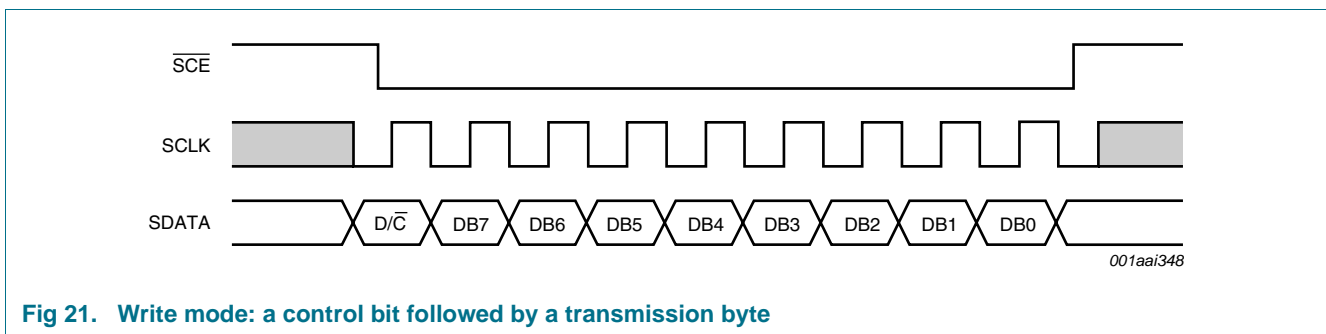 SCE
SCLK
SDATA D/C DB7 DB6 DB5 DB4 DB3 DB2 DB1 DB0
001aai348
Fig 21. Write mode: a control bit followed by a transmission byte